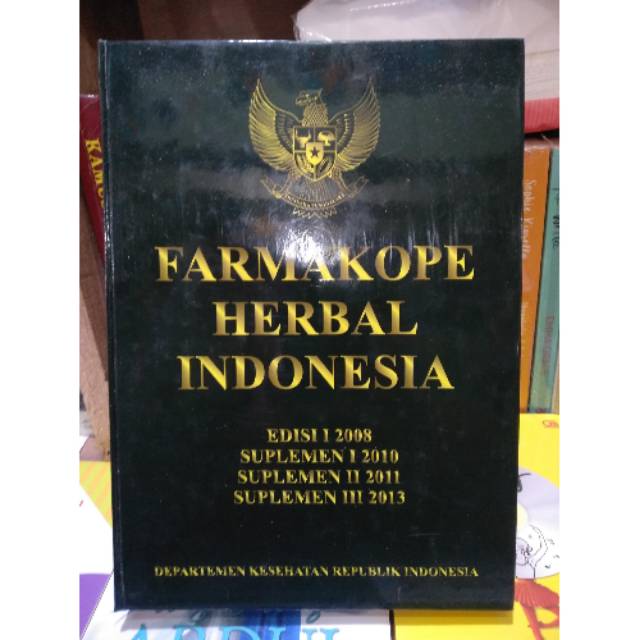 FARMAKOPE
HERBAL
INDONESIA
EDISI I 2008
SUPLEMEN I 2010
SUPLEMEN II 2011
SUPLEMEN III 2013
DEPARTEMEN KESEHATAN REPUBLIK INDONESIA